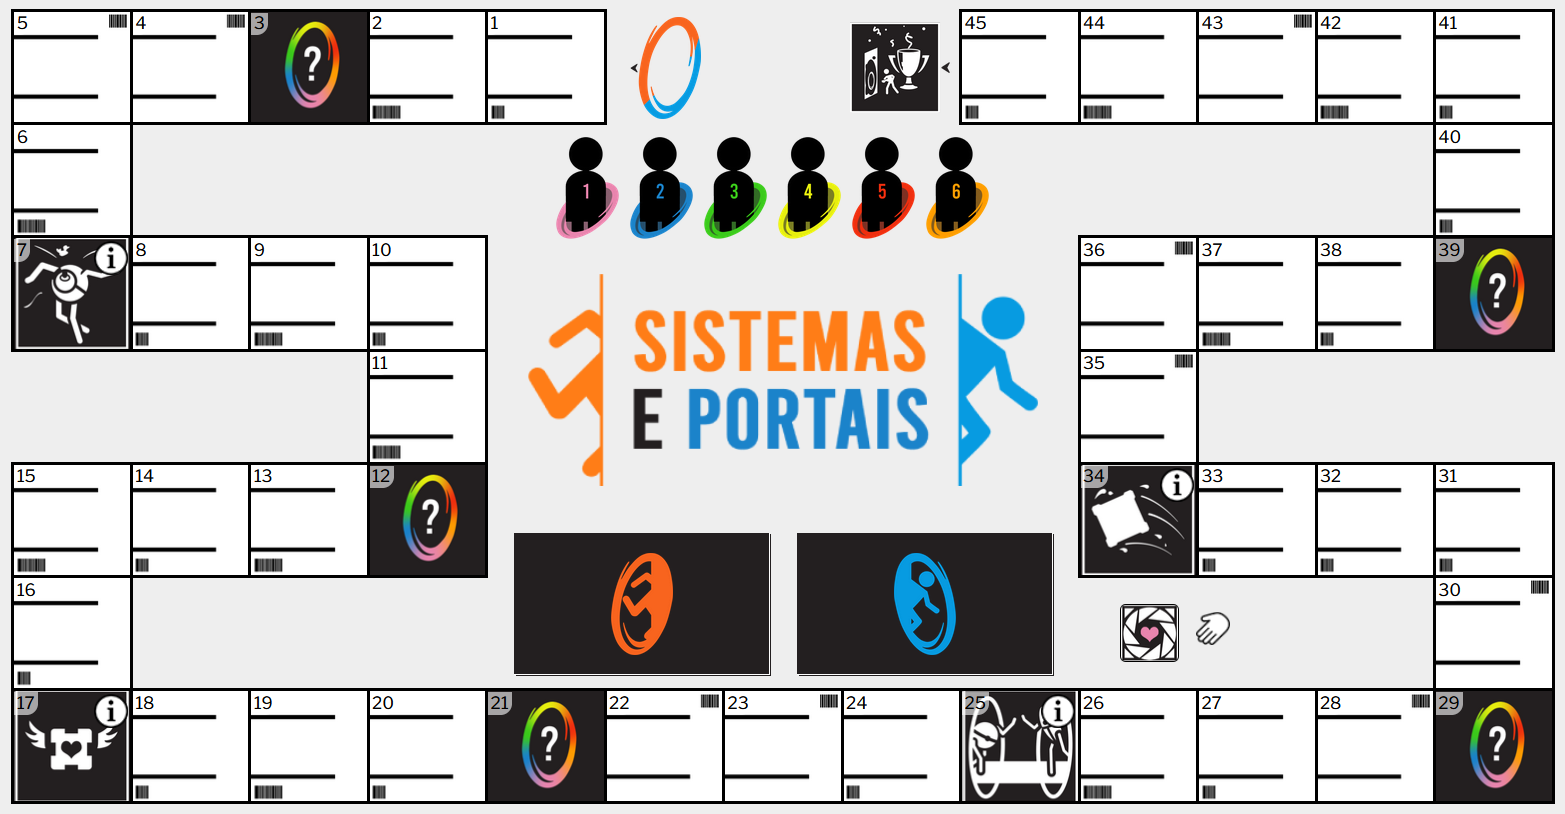 5 4 3 ? 2 1 45 44 43 42 41
6 40
1 2 3 4 5 6
7 i 8 9 10 36 37 38 39 ?
SISTEMAS
E PORTAIS
11 35
15 14 13 12 ? 34 i 33 32 31
16 30
17 i 18 19 20 21 ? 22 23 24 25 i 26 27 28 29 ?